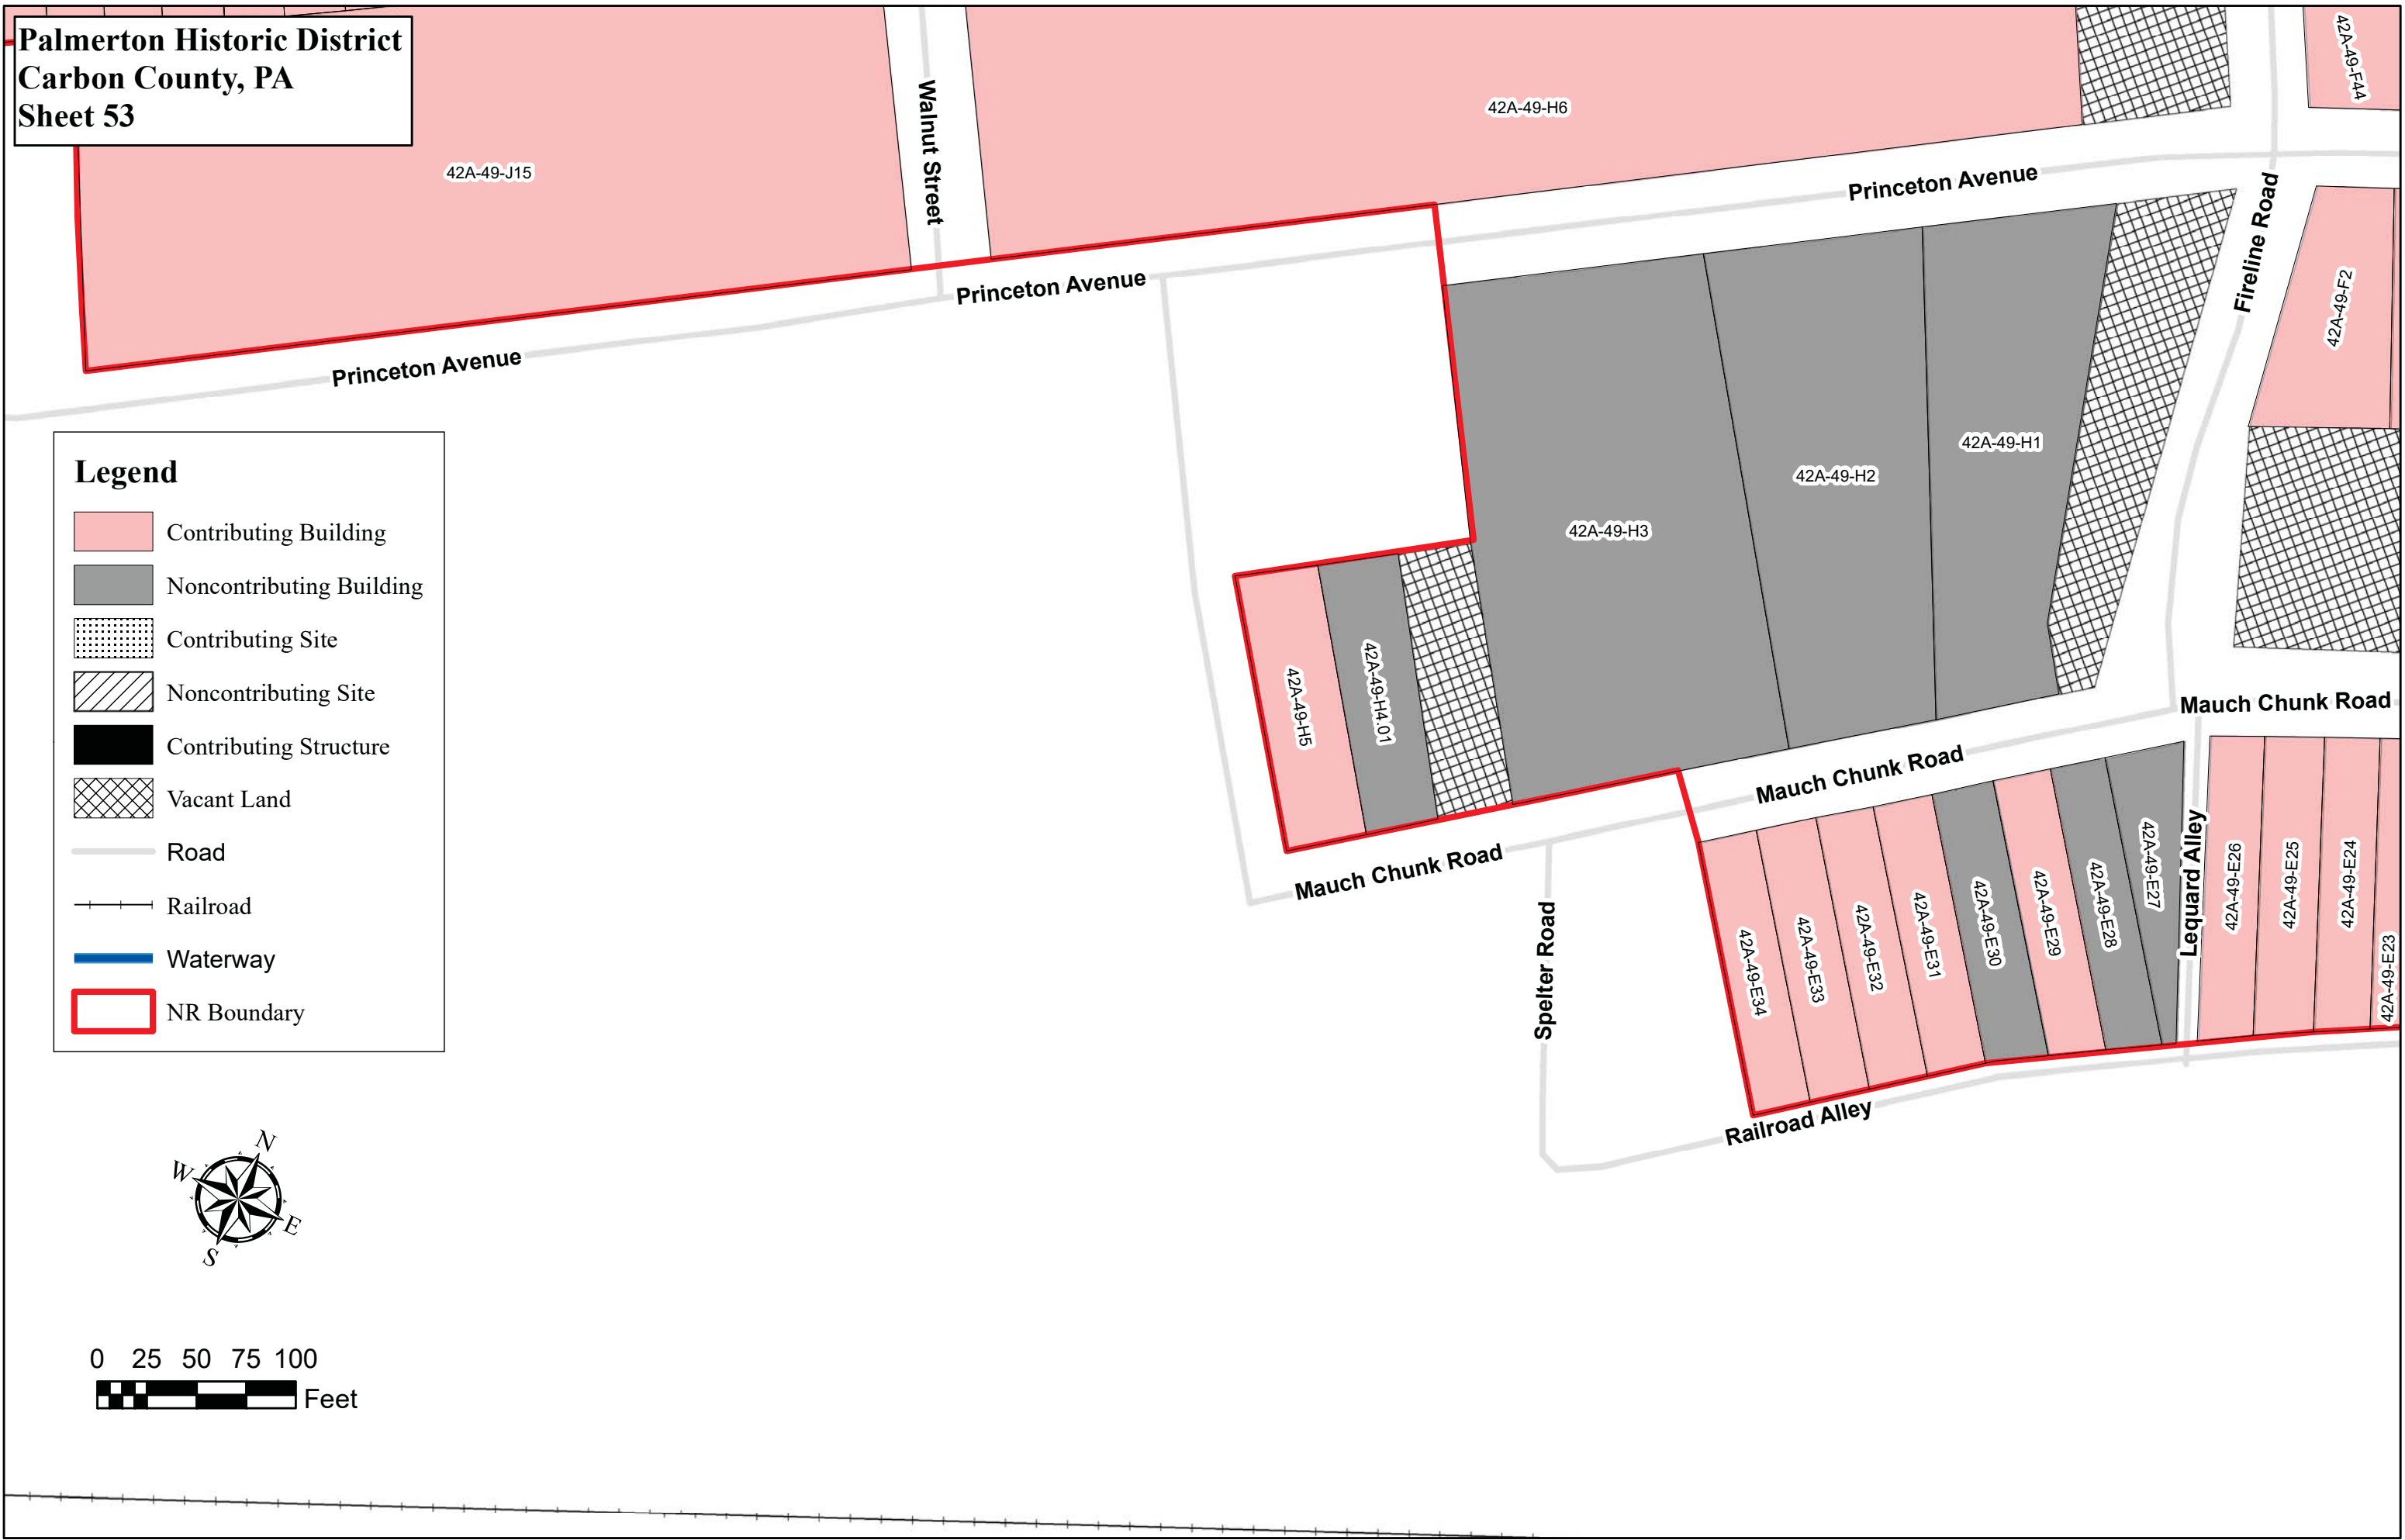 Palmerton Historic District
Carbon County, PA
Sheet 53
42A-49-J15
Walnut Street
42A-49-H6
42A-49-F44
Princeton Avenue
Princeton Avenue
Princeton Avenue
Fireline Road
42A-49-F2
42A-49-H1
42A-49-H2
42A-49-H3
42A-49-H4.01
42A-49-H5
Mauch Chunk Road
Mauch Chunk Road
Mauch Chunk Road
Spelter Road
42A-49-E34
42A-49-E33
42A-49-E32
42A-49-E31
42A-49-E30
42A-49-E29
42A-49-E28
42A-49-E27
Lequard Alley
42A-49-E26
42A-49-E25
42A-49-E24
42A-49-E23
Railroad Alley
Legend
Contributing Building
Noncontributing Building
Contributing Site
Noncontributing Site
Contributing Structure
Vacant Land
Road
Railroad
Waterway
NR Boundary
N
W
E
S
0 25 50 75 100
Feet